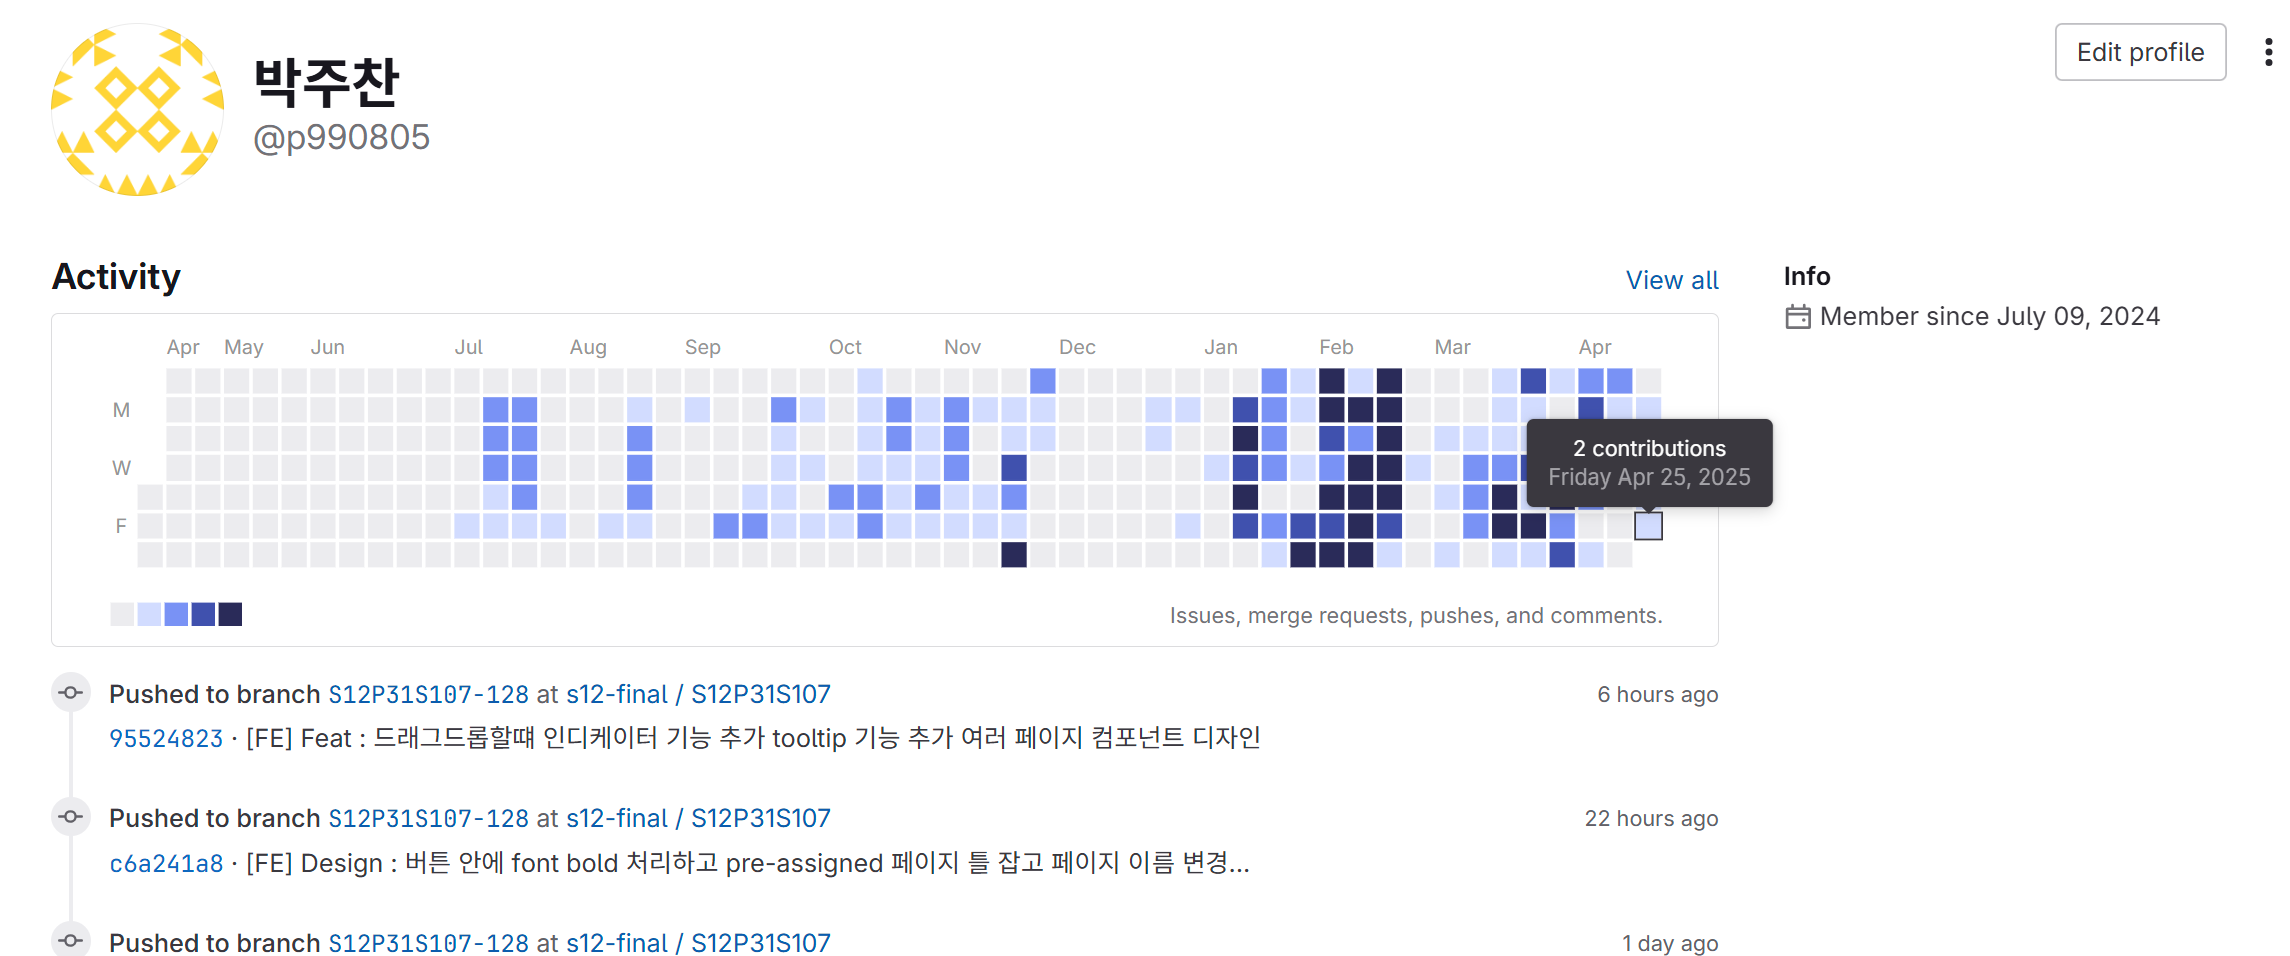 박주찬
@p990805
Edit profile
Activity
View all
Info
Member since July 09, 2024
Apr May Jun Jul Aug Sep Oct Nov Dec Jan Feb Mar Apr
M
W
F
2 contributions
Friday Apr 25, 2025
Issues, merge requests, pushes, and comments.
Pushed to branch S12P31S107-128 at s12-final / S12P31S107
6 hours ago
95524823 · [FE] Feat : 드래그드롭할떄 인디케이터 기능 추가 tooltip 기능 추가 여러 페이지 컴포넌트 디자인
Pushed to branch S12P31S107-128 at s12-final / S12P31S107
22 hours ago
c6a241a8 · [FE] Design : 버튼 안에 font bold 처리하고 pre-assigned 페이지 틀 잡고 페이지 이름 변경...
Pushed to branch S12P31S107-128 at s12-final / S12P31S107
1 day ago